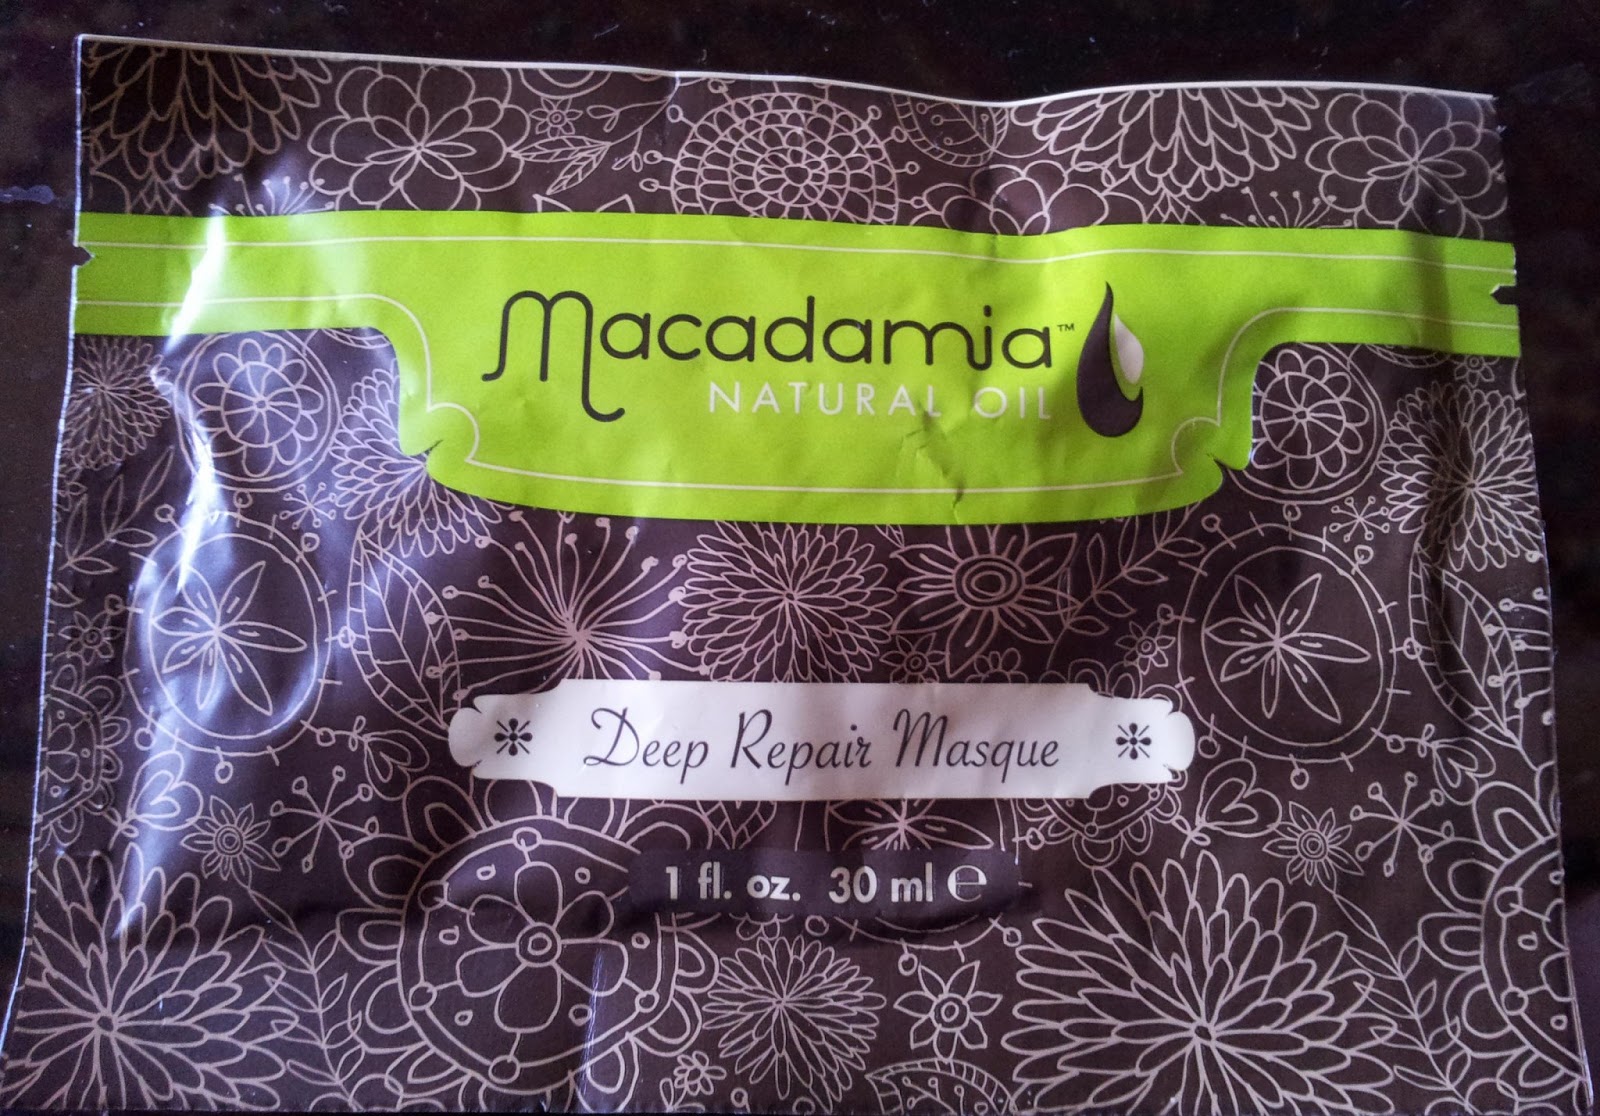 Macadamia™
NATURAL OIL
Deep Repair Masque
1 fl. oz. 30 ml ℮